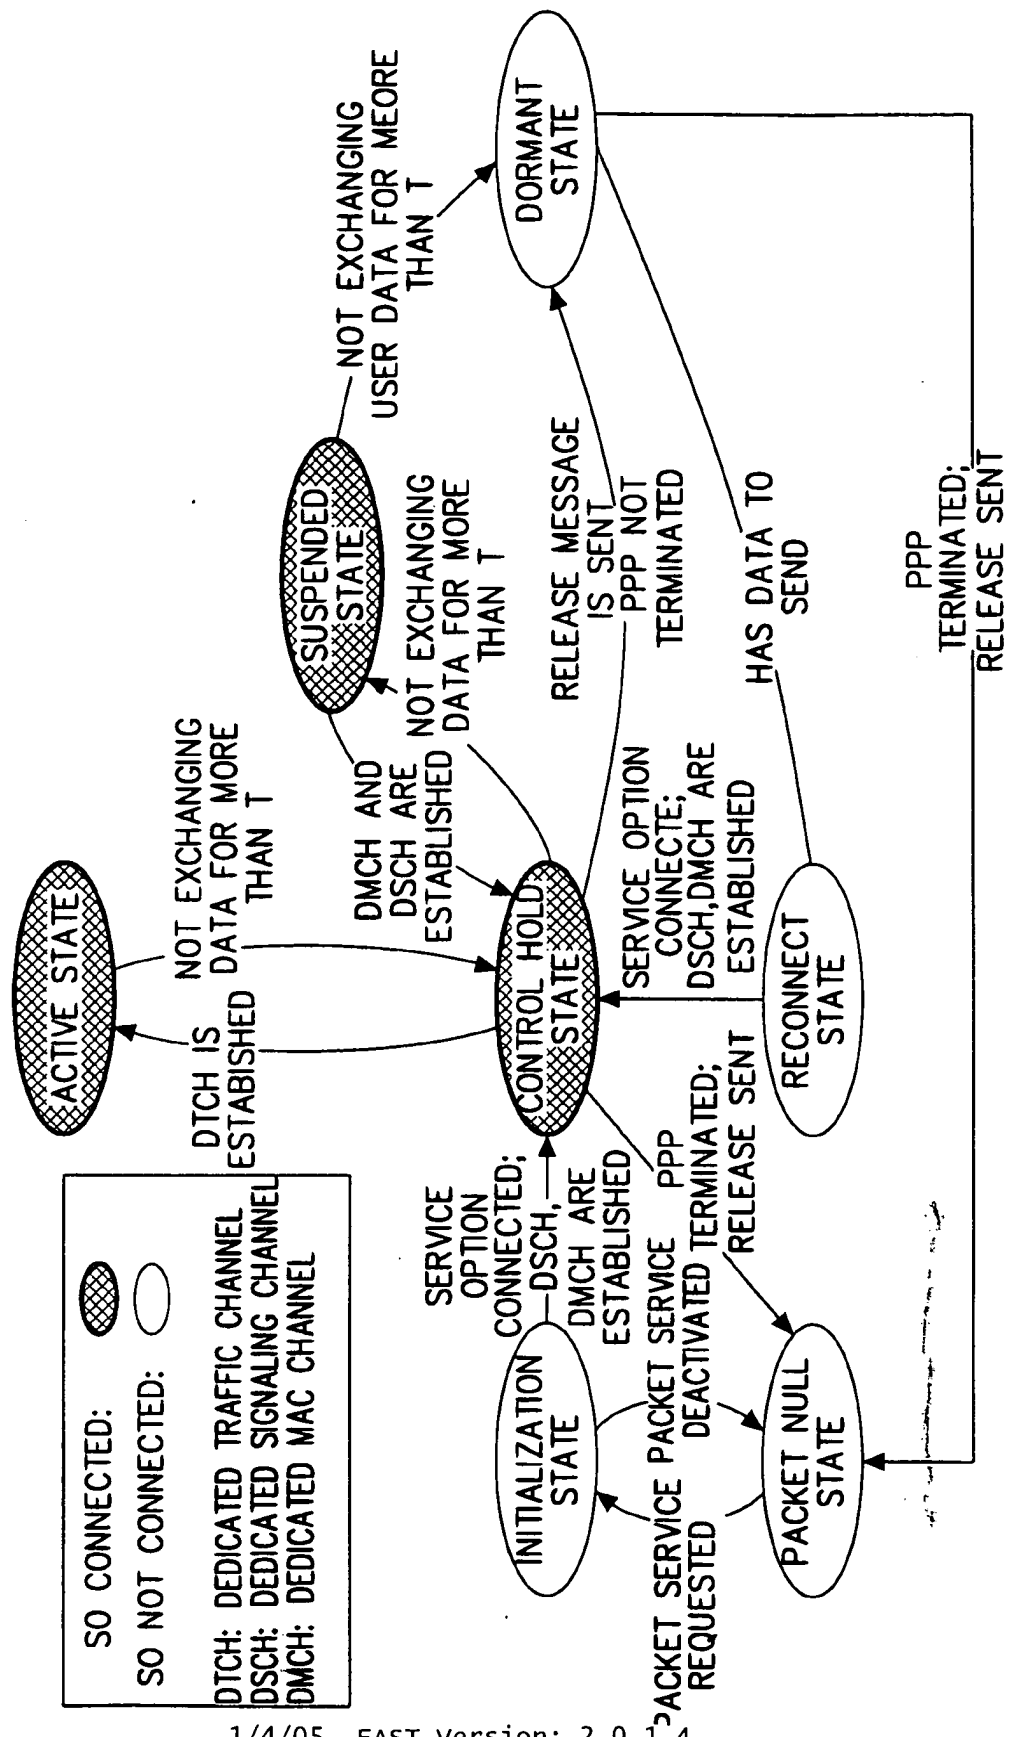 SO CONNECTED:
SO NOT CONNECTED:
DTCH: DEDICATED TRAFFIC CHANNEL
DSCH: DEDICATED SIGNALING CHANNEL
DMCH: DEDICATED MAC CHANNEL
ACTIVE STATE
DTCH IS
ESTABISHED
NOT EXCHANGING
DATA FOR MORE
THAN T
SUSPENDED
STATE
NOT EXCHANGING
USER DATA FOR MEORE
THAN T
DMCH AND
DSCH ARE
ESTABLISHED
NOT EXCHANGING
DATA FOR MORE
THAN T
INITIALIZATION
STATE
SERVICE
OPTION
CONNECTED;
DSCH,
DMCH ARE
ESTABLISHED
CONTROL HOLD
STATE
RELEASE MESSAGE
IS SENT
PPP NOT
TERMINATED
DORMANT
STATE
PACKET SERVICE
REQUESTED
PACKET SERVICE
DEACTIVATED
PPP
TERMINATED;
RELEASE SENT
SERVICE OPTION
CONNECTE;
DSCH,DMCH ARE
ESTABLISHED
HAS DATA TO
SEND
PACKET NULL
STATE
RECONNECT
STATE
PPP
TERMINATED;
RELEASE SENT
1/4/05, EAST Version: 2.0.1.4